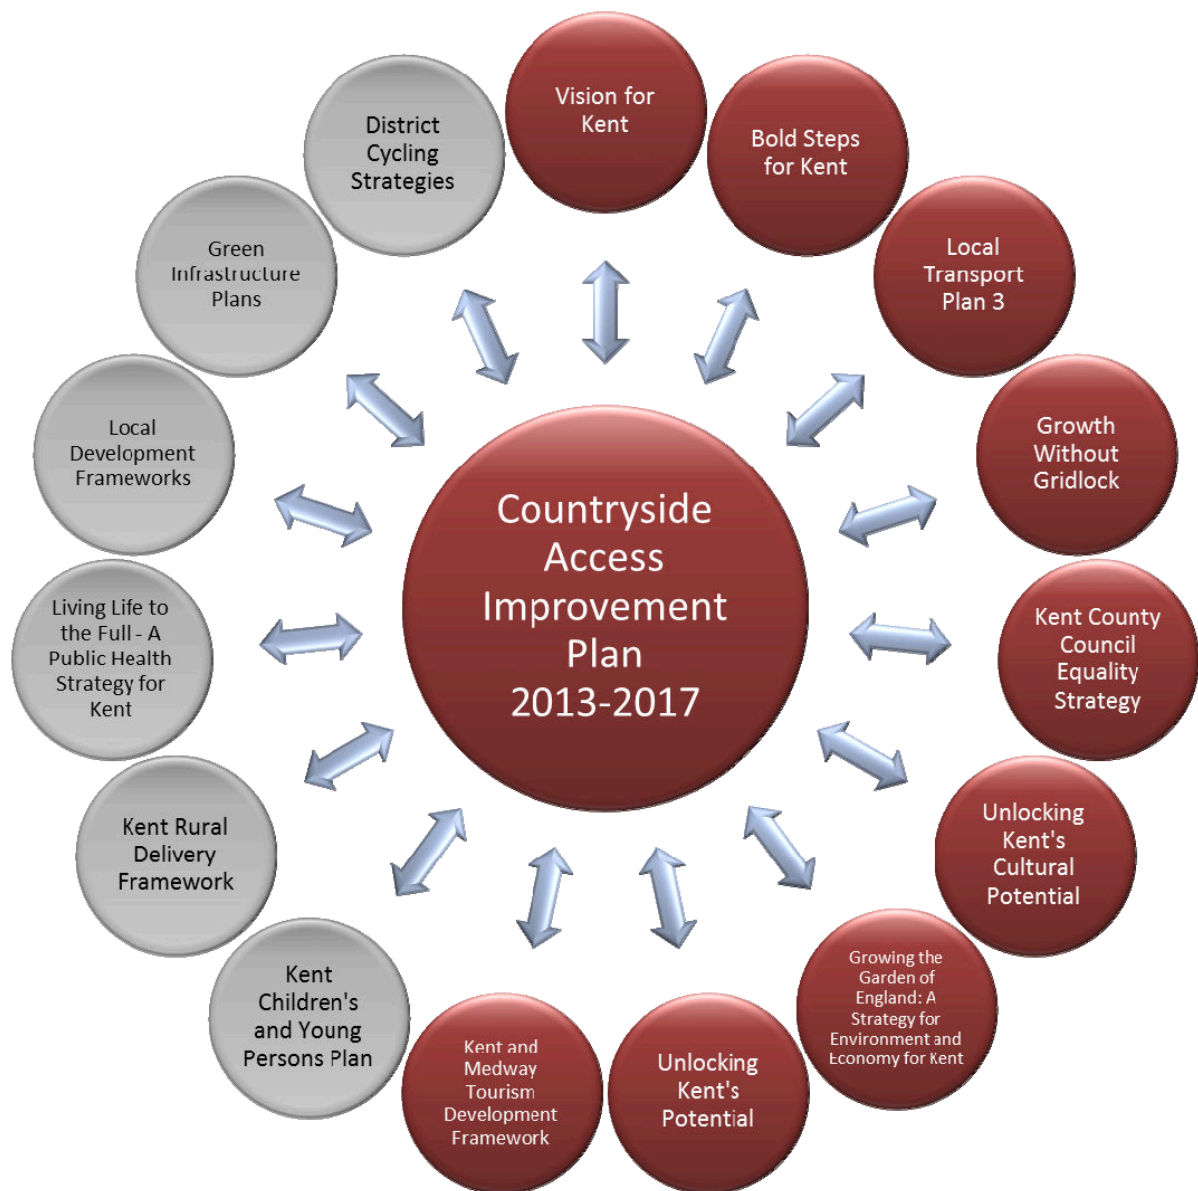 Vision for
Kent
Bold Steps
for Kent
Local
Transport
Plan 3
Growth
Without
Gridlock
Kent County
Council
Equality
Strategy
Unlocking
Kent's
Cultural
Potential
Growing the
Garden of
England: A
Strategy for
Environment and
Economy for Kent
Unlocking
Kent's
Potential
Kent and
Medway
Tourism
Development
Framework
Kent
Children's
and Young
Persons Plan
Kent Rural
Delivery
Framework
Living Life to
the Full - A
Public Health
Strategy for
Kent
Local
Development
Frameworks
Green
Infrastructure
Plans
District
Cycling
Strategies
Countryside
Access
Improvement
Plan
2013-2017